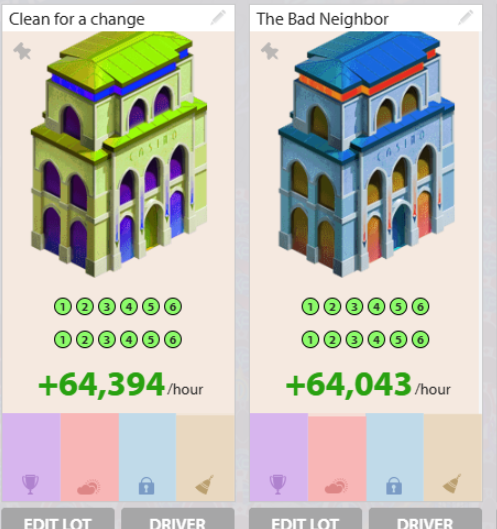 Clean for a change
The Bad Neighbor
CASINO
CASINO
1 2 3 4 5 6
1 2 3 4 5 6
1 2 3 4 5 6
1 2 3 4 5 6
+64,394 /hour
+64,043 /hour
EDIT LOT
DRIVER
EDIT LOT
DRIVER